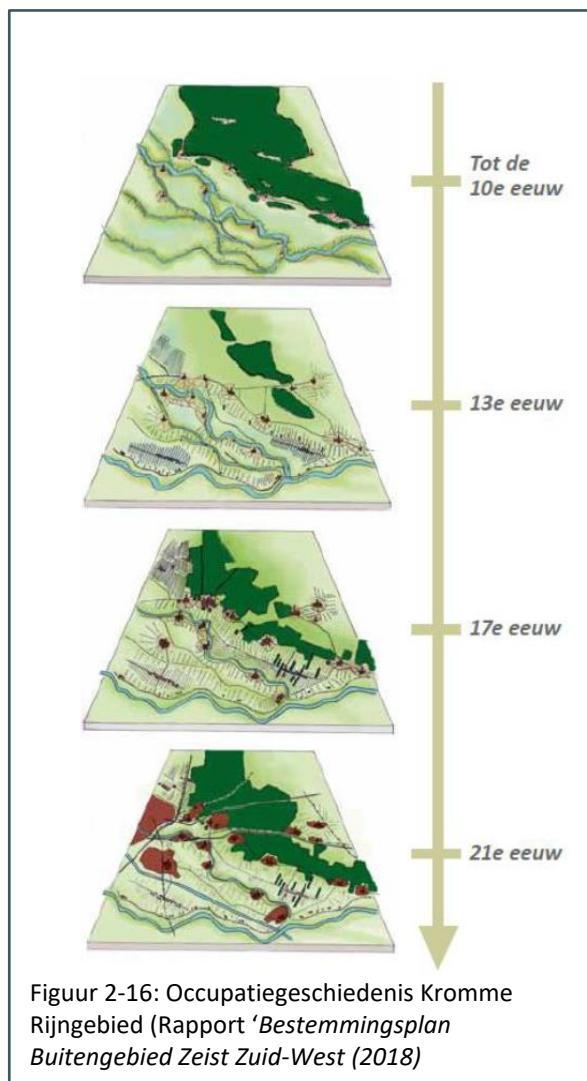 Tot de
10e eeuw
13e eeuw
17e eeuw
21e eeuw
Figuur 2-16: Occupatiegeschiedenis Kromme
Rijngebied (Rapport ‘Bestemmingsplan
Buitengebied Zeist Zuid-West (2018)